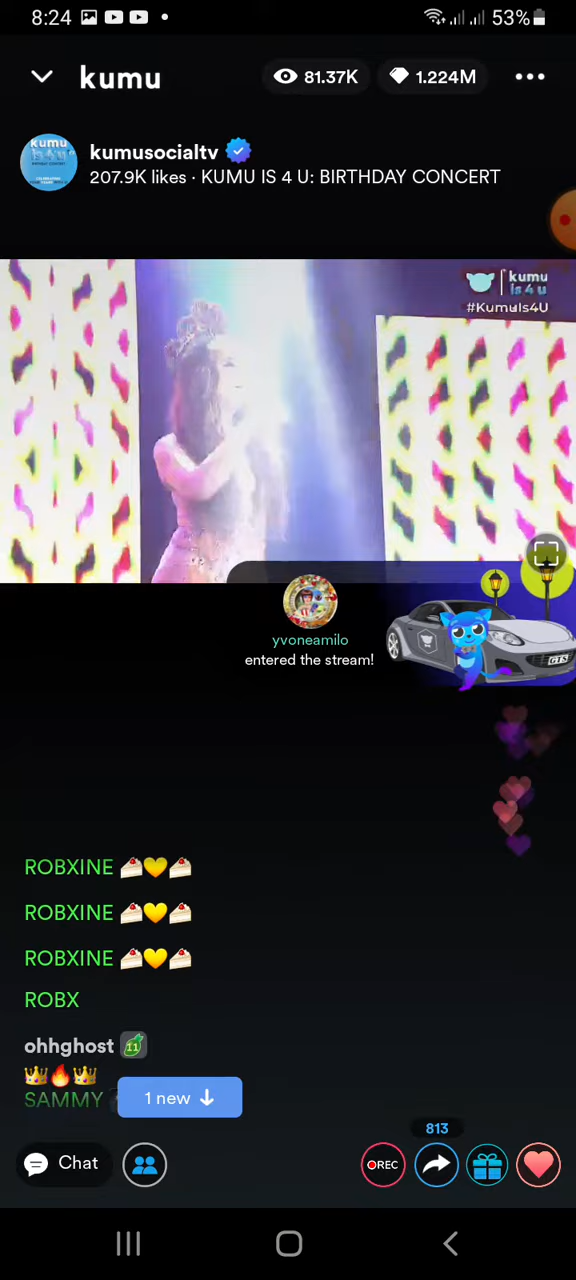 8:24
53%
kumu
81.37K
1.224M
kumusocialtv
207.9K likes · KUMU IS 4 U: BIRTHDAY CONCERT
kumu
is 4 u
#KumuIs4U
yvoneamilo
entered the stream!
GTS
ROBXINE 🍰💛🍰
ROBXINE 🍰💛🍰
ROBXINE 🍰💛🍰
ROBX
ohhghost 11
👑🔥👑
SAMMY
1 new ↓
813
Chat
REC